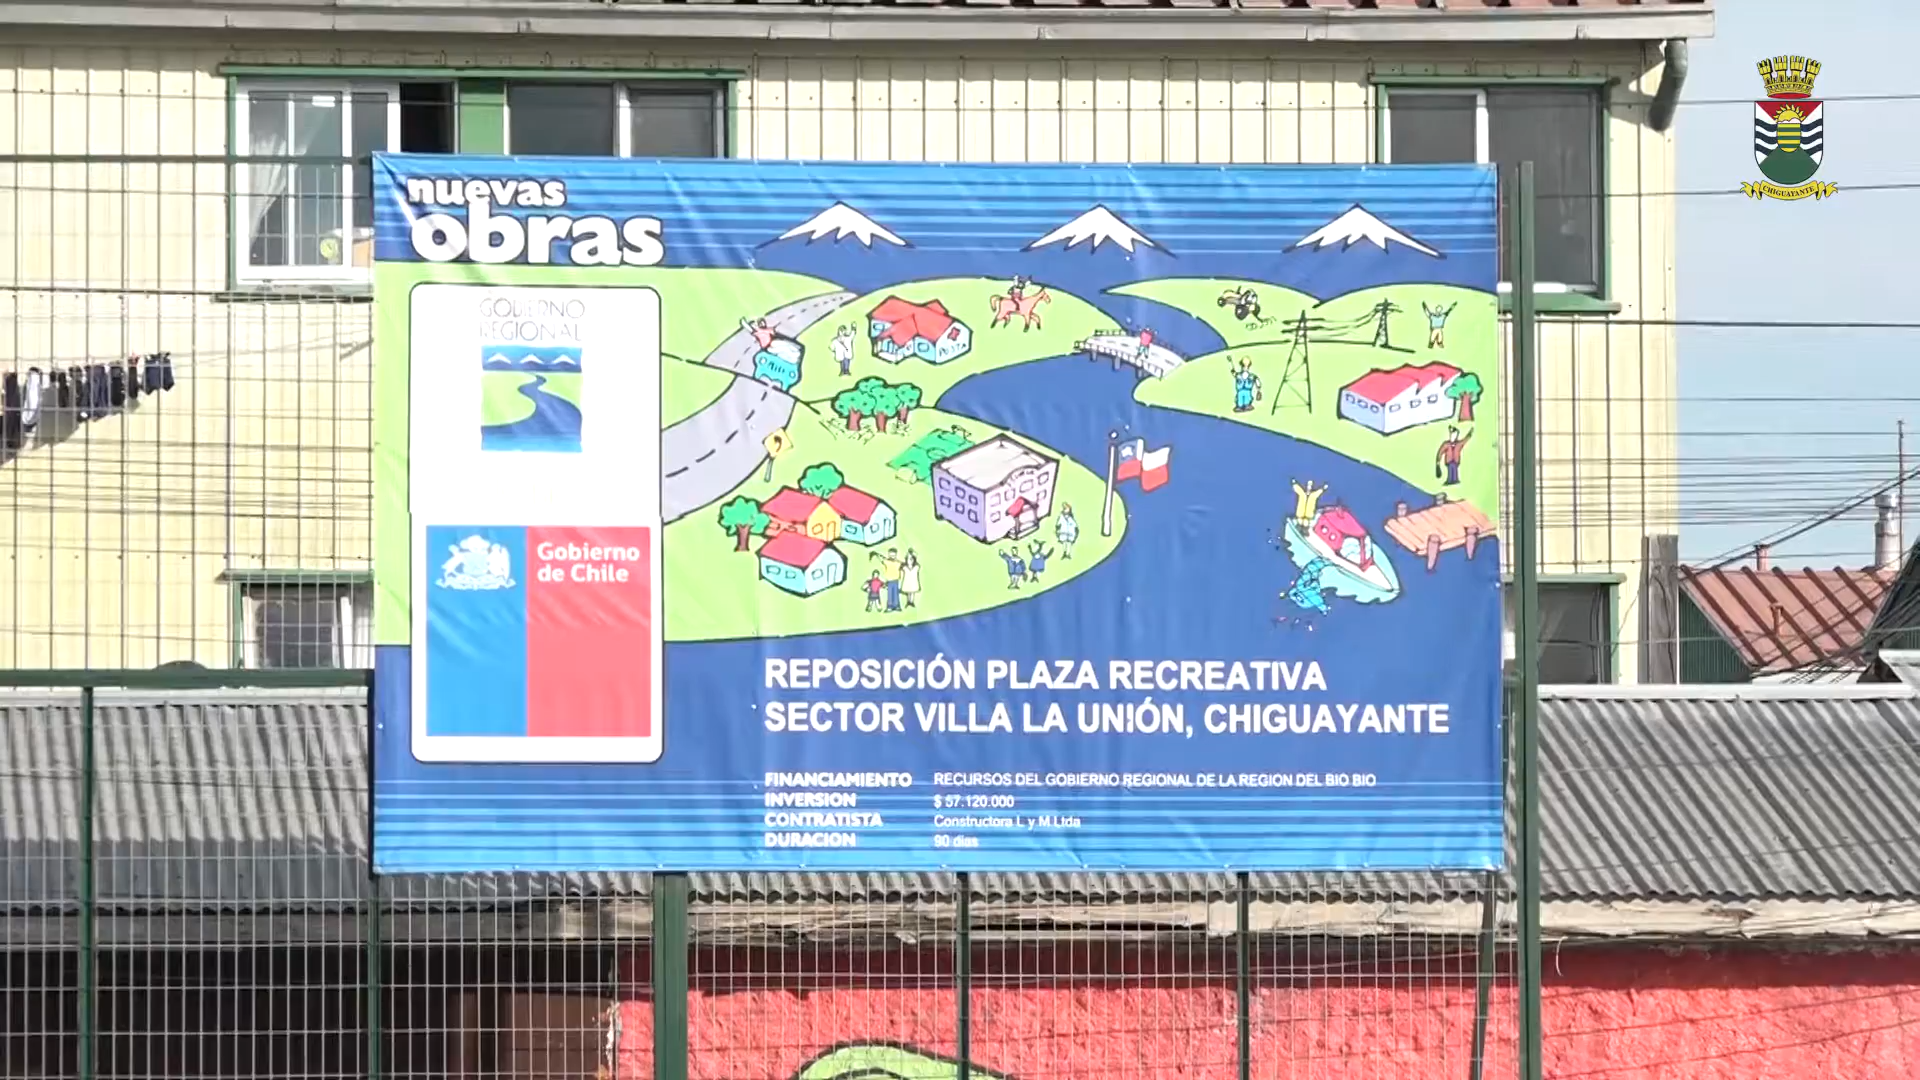 nuevas
obras
GOBIERNO
REGIONAL
Gobierno
de Chile
POSTA
REPOSICIÓN PLAZA RECREATIVA
SECTOR VILLA LA UNIÓN, CHIGUAYANTE
FINANCIAMIENTO RECURSOS DEL GOBIERNO REGIONAL DE LA REGION DEL BIO BIO
INVERSION $ 57.120.000
CONTRATISTA Constructora L y M Ltda
DURACION 90 dias
CHIGUAYANTE